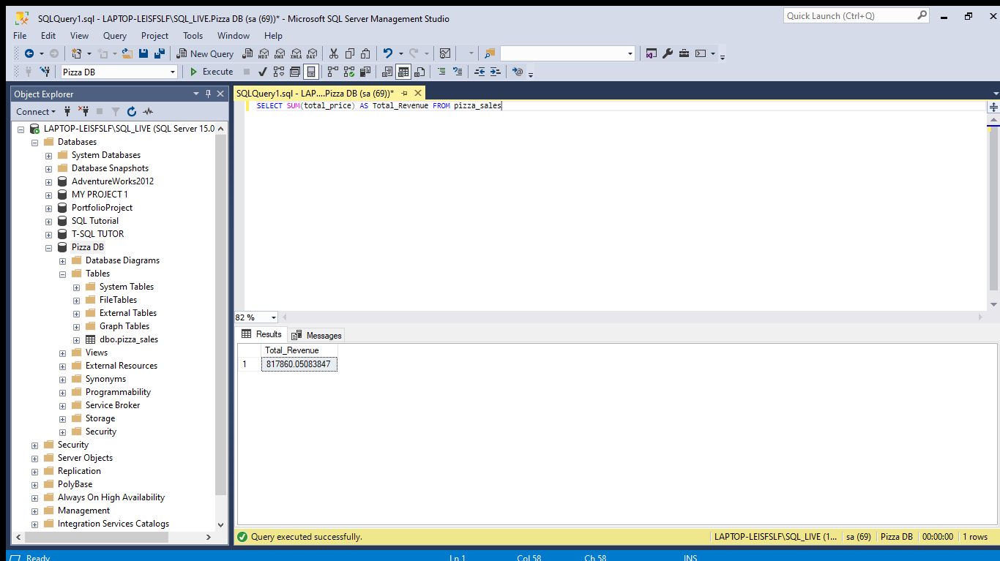 SQLQuery1.sql - LAPTOP-LEISFSLF\SQL_LIVE.Pizza DB (sa (69))* - Microsoft SQL Server Management Studio
Quick Launch (Ctrl+Q)
File Edit View Query Project Tools Window Help
New Query MDX DMX XMLA DAX
Pizza DB Execute
Object Explorer
SQLQuery1.sql - LAP....Pizza DB (sa (69))*
Connect
SELECT SUM(total_price) AS Total_Revenue FROM pizza_sales
LAPTOP-LEISFSLF\SQL_LIVE (SQL Server 15.0
Databases
System Databases
Database Snapshots
AdventureWorks2012
MY PROJECT 1
PortfolioProject
SQL Tutorial
T-SQL TUTOR
Pizza DB
Database Diagrams
Tables
System Tables
FileTables
External Tables
Graph Tables
dbo.pizza_sales
Views
External Resources
Synonyms
Programmability
Service Broker
Storage
Security
Security
Server Objects
Replication
PolyBase
Always On High Availability
Management
Integration Services Catalogs
82 %
Results Messages
Total_Revenue
1 817860.05083847
Query executed successfully.
LAPTOP-LEISFSLF\SQL_LIVE (1... sa (69) Pizza DB 00:00:00 1 rows
Ready Ln 1 Col 58 Ch 58 INS